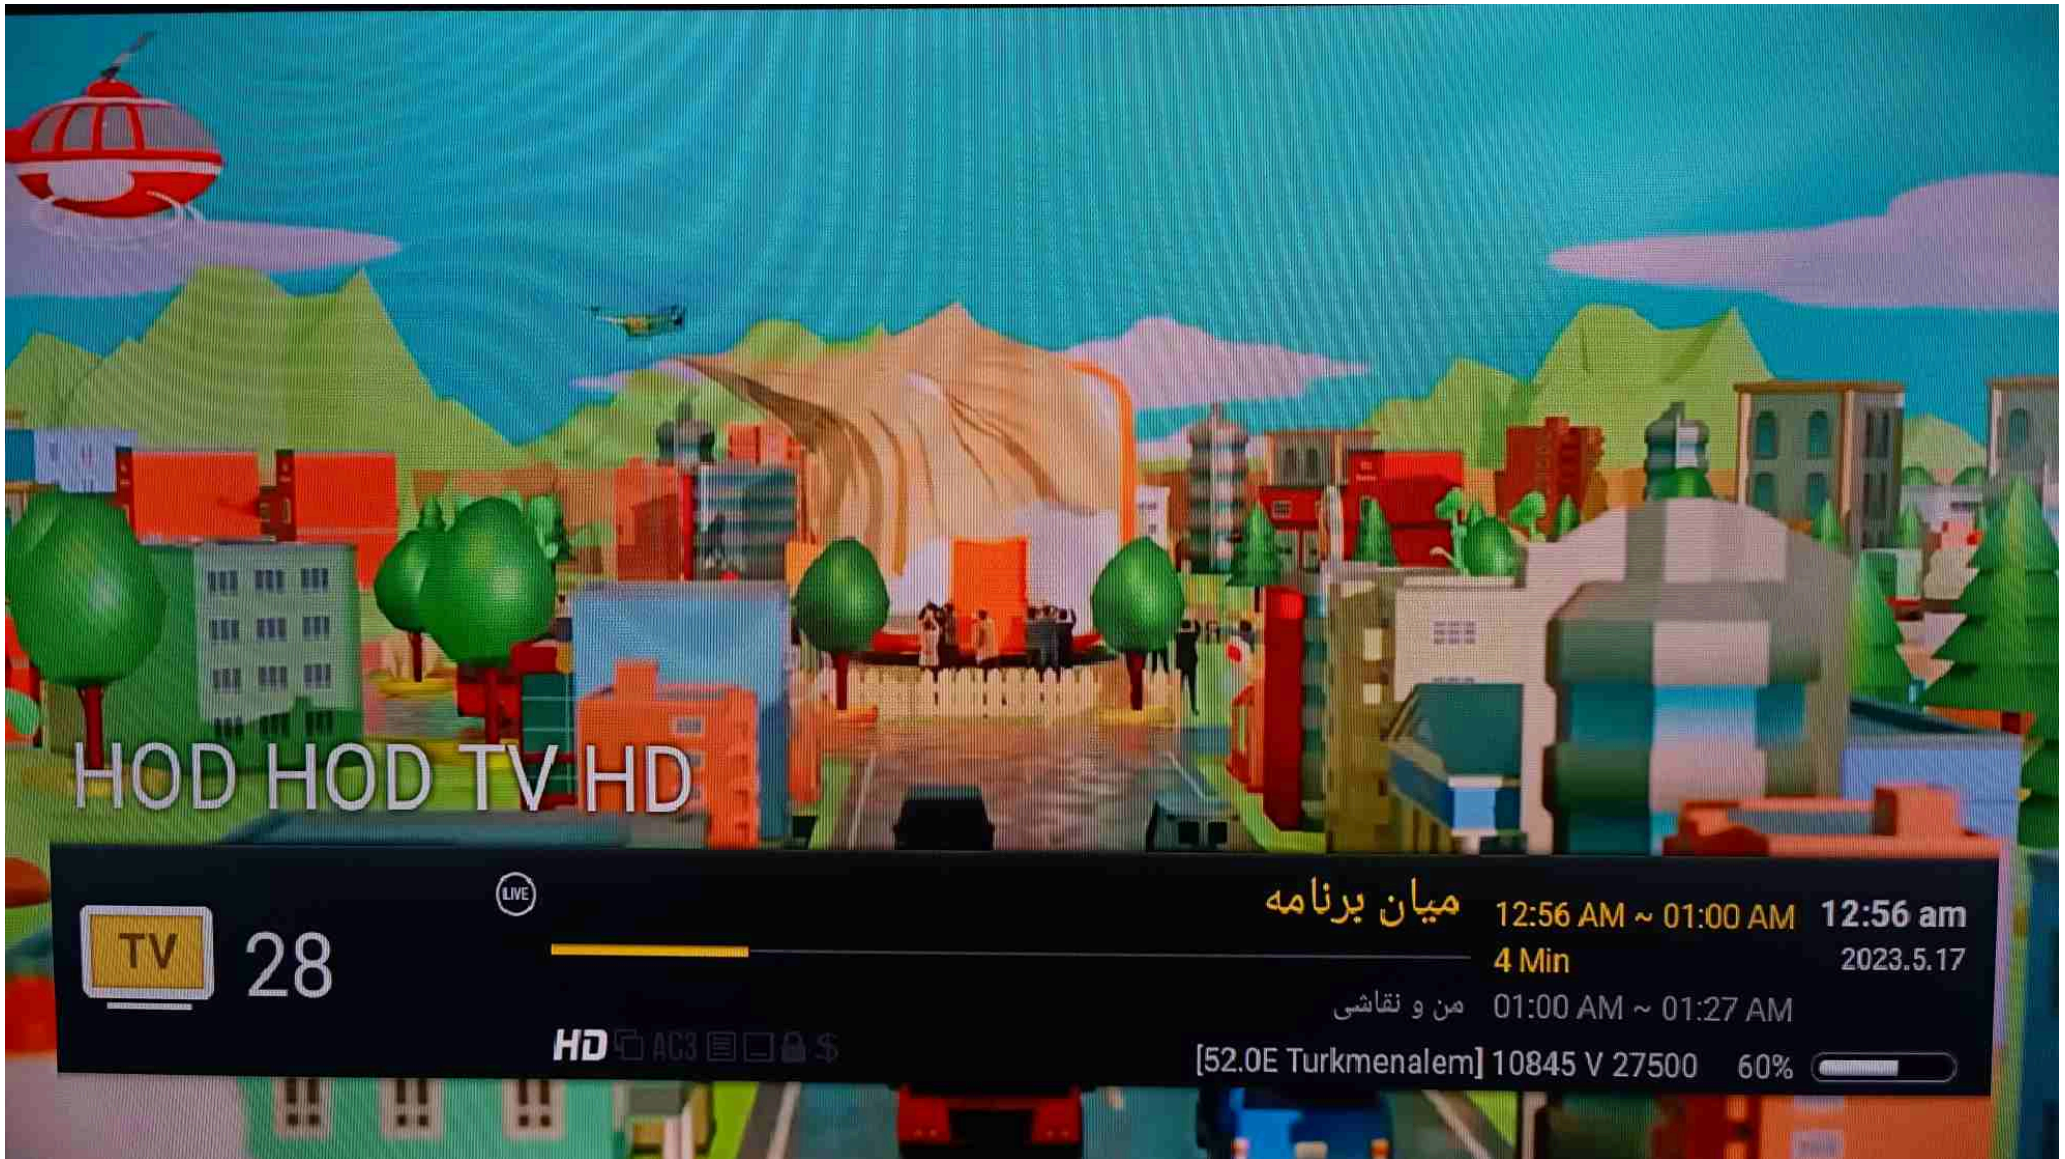 HOD HOD TV HD
TV
28
LIVE
میان برنامه
12:56 AM ~ 01:00 AM
12:56 am
4 Min
2023.5.17
من و نقاشی
01:00 AM ~ 01:27 AM
HD
AC3
$
[52.0E Turkmenalem] 10845 V 27500
60%